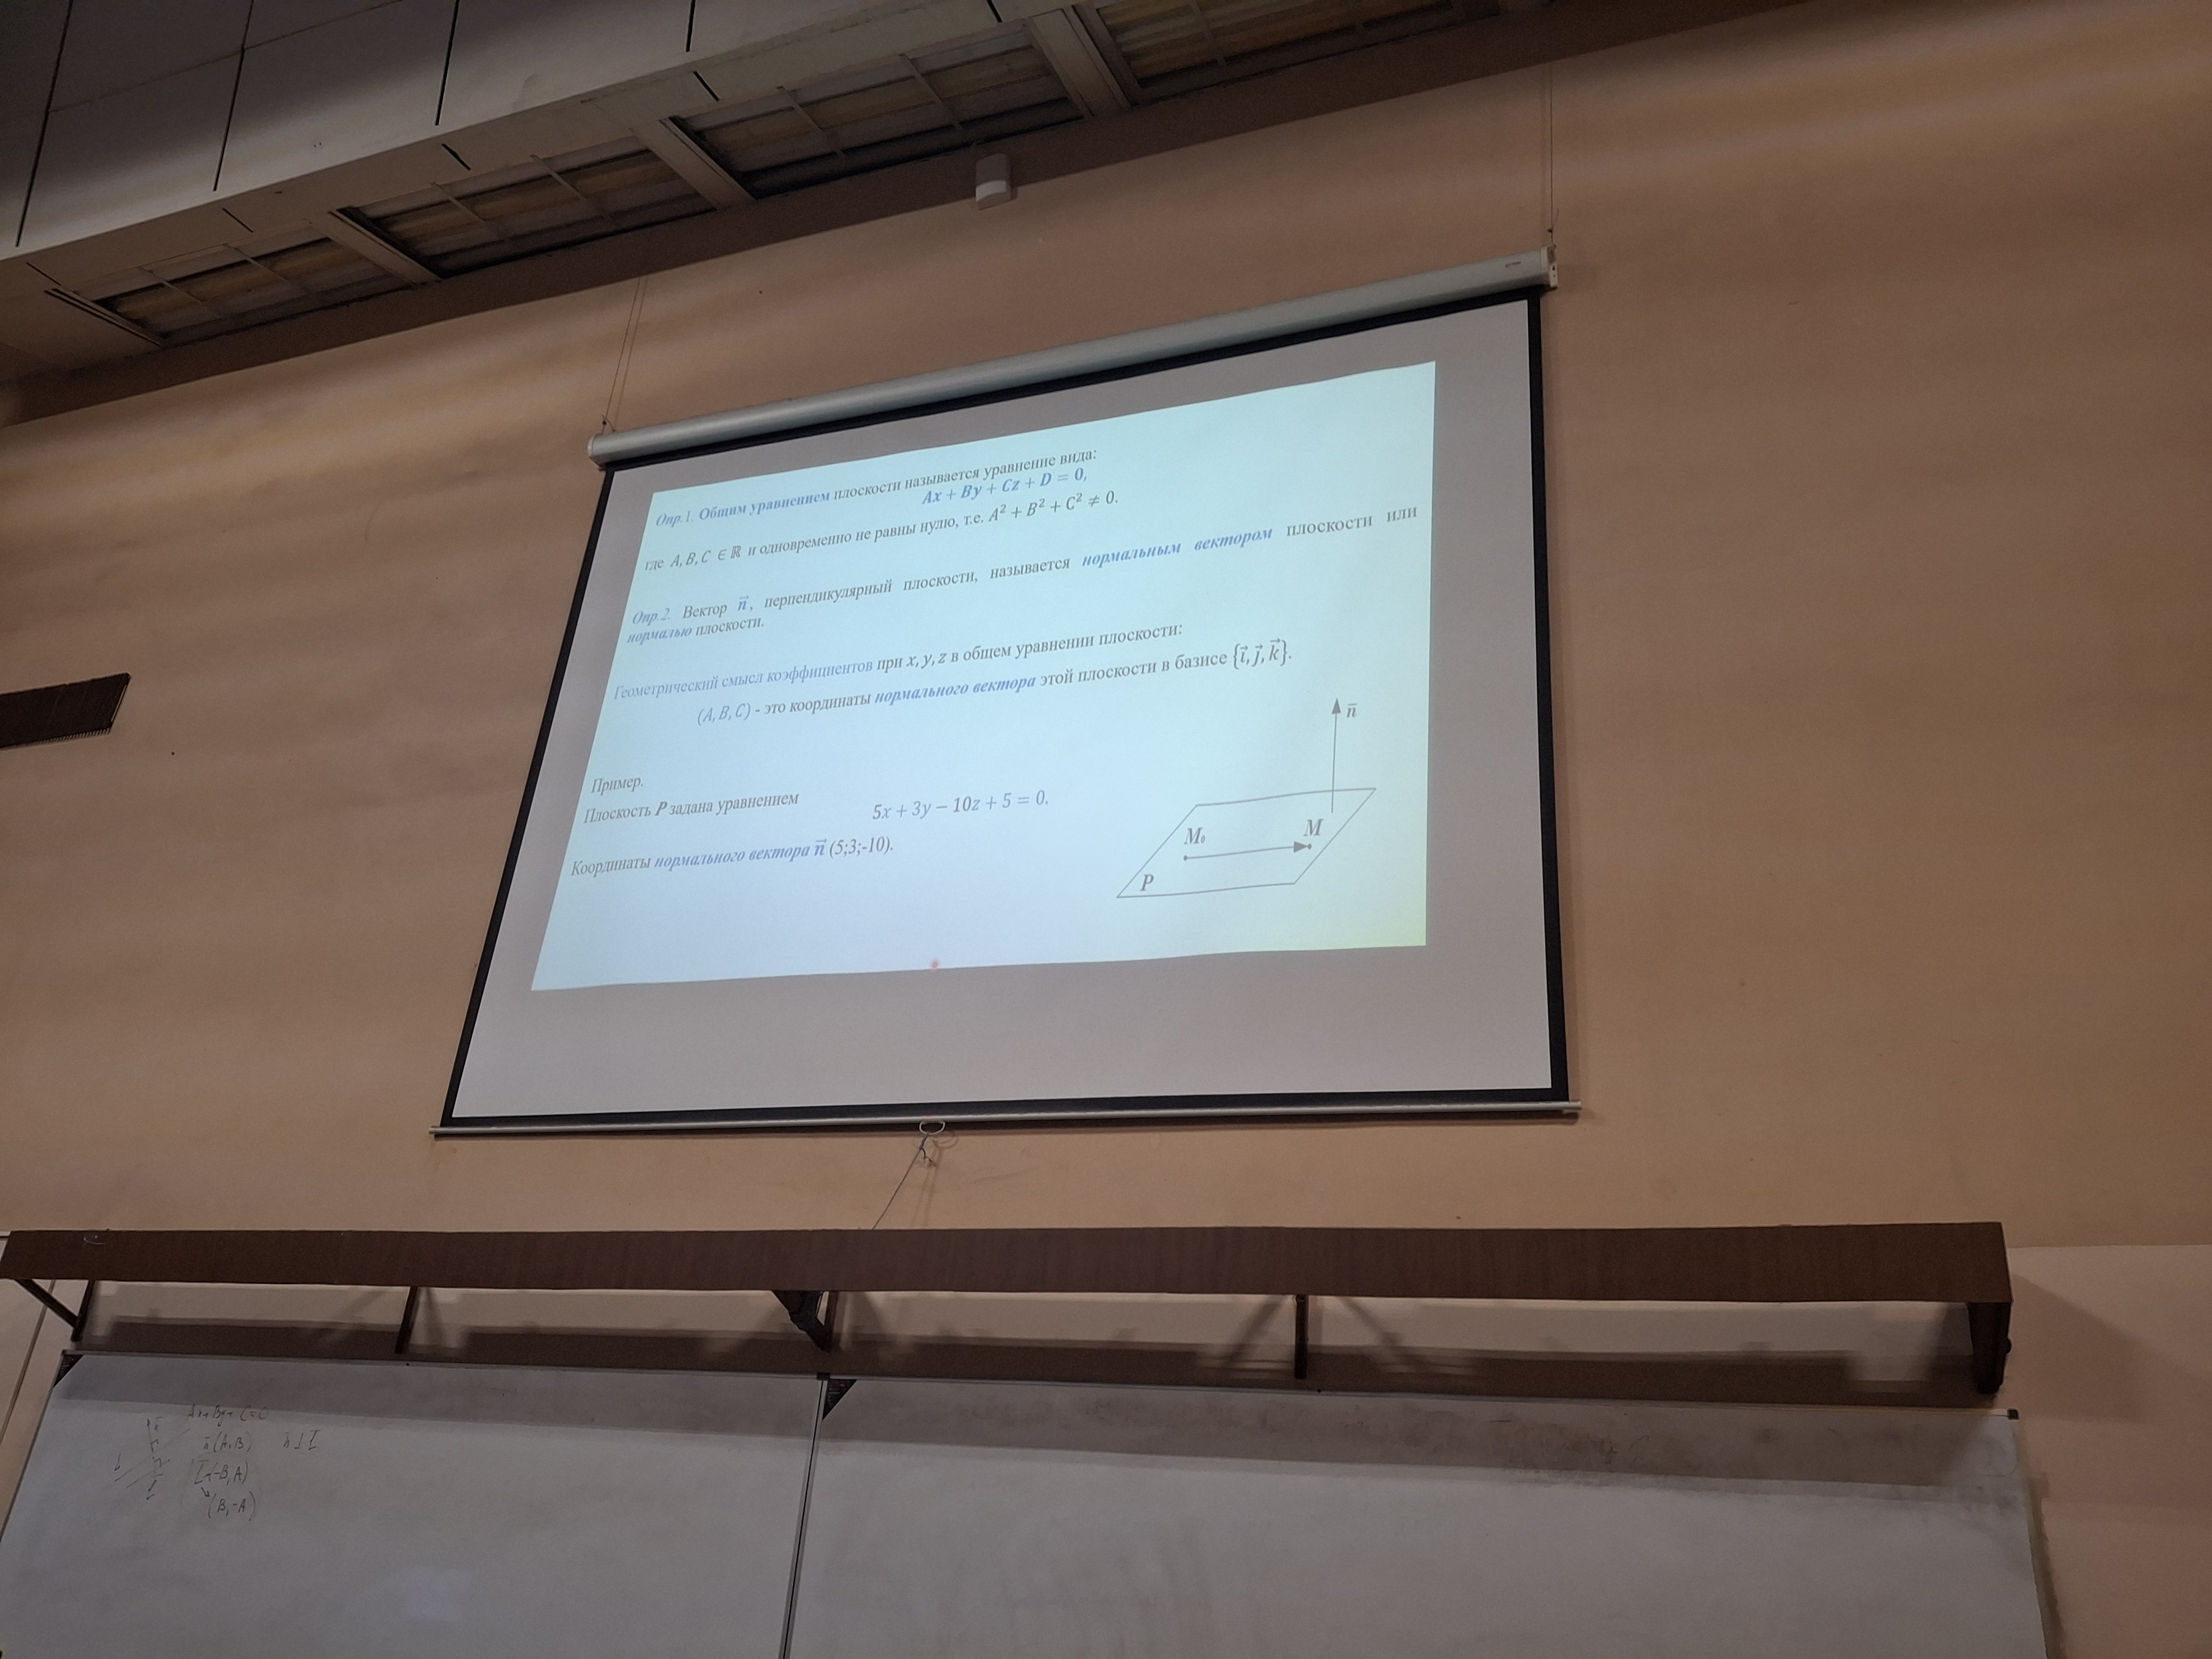 Опр.1. Общим уравнением плоскости называется уравнение вида:
Ax + By + Cz + D = 0,
где A, B, C ∈ ℝ и одновременно не равны нулю, т.е. A² + B² + C² ≠ 0.
Опр.2. Вектор n⃗, перпендикулярный плоскости, называется нормальным вектором плоскости или
нормалью плоскости.
Геометрический смысл коэффициентов при x, y, z в общем уравнении плоскости:
(A, B, C) - это координаты нормального вектора этой плоскости в базисе {i⃗, j⃗, k⃗}.
n̅
Пример.
Плоскость P задана уравнением
5x + 3y − 10z + 5 = 0.
Координаты нормального вектора n⃗ (5;3;-10).
M₀
M
P
Ax+By+C=0
n̅(A,B)
(-B,A)
(B,-A)